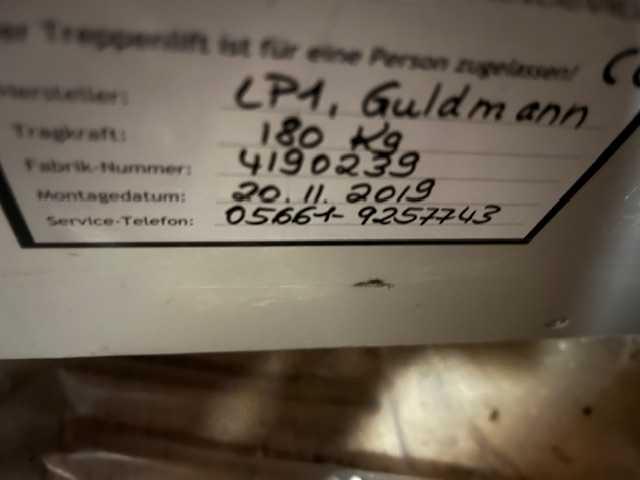 Treppenlift ist für eine Person zugelassen!
Hersteller: LP1, Guldmann
Tragkraft: 180 Kg
Fabrik-Nummer: 4190239
Montagedatum: 20.11.2019
Service-Telefon: 05661-9257743